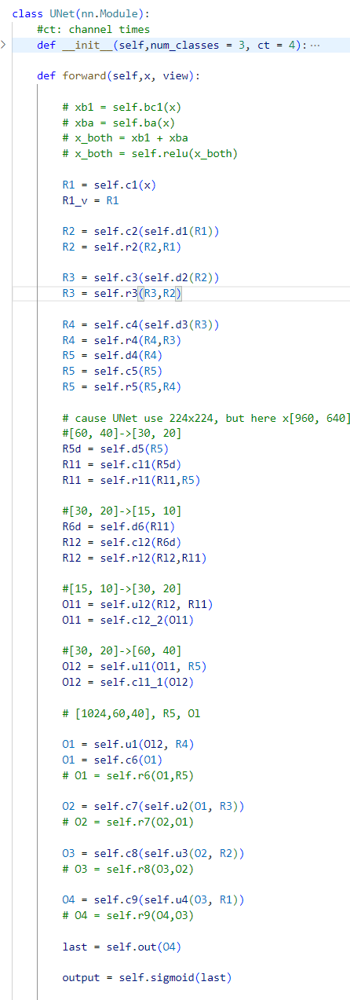 class UNet(nn.Module):
    #ct: channel times
    def __init__(self,num_classes = 3, ct = 4):···
    def forward(self,x, view):
        # xb1 = self.bc1(x)
        # xba = self.ba(x)
        # x_both = xb1 + xba
        # x_both = self.relu(x_both)
        R1 = self.c1(x)
        R1_v = R1
        R2 = self.c2(self.d1(R1))
        R2 = self.r2(R2,R1)
        R3 = self.c3(self.d2(R2))
        R3 = self.r3(R3,R2)
        R4 = self.c4(self.d3(R3))
        R4 = self.r4(R4,R3)
        R5 = self.d4(R4)
        R5 = self.c5(R5)
        R5 = self.r5(R5,R4)
        # cause UNet use 224x224, but here x[960, 640]
        #[60, 40]->[30, 20]
        R5d = self.d5(R5)
        Rl1 = self.cl1(R5d)
        Rl1 = self.rl1(Rl1,R5)
        #[30, 20]->[15, 10]
        R6d = self.d6(Rl1)
        Rl2 = self.cl2(R6d)
        Rl2 = self.rl2(Rl2,Rl1)
        #[15, 10]->[30, 20]
        Ol1 = self.ul2(Rl2, Rl1)
        Ol1 = self.cl2_2(Ol1)
        #[30, 20]->[60, 40]
        Ol2 = self.ul1(Ol1, R5)
        Ol2 = self.cl1_1(Ol2)
        # [1024,60,40], R5, Ol
        O1 = self.u1(Ol2, R4)
        O1 = self.c6(O1)
        # O1 = self.r6(O1,R5)
        O2 = self.c7(self.u2(O1, R3))
        # O2 = self.r7(O2,O1)
        O3 = self.c8(self.u3(O2, R2))
        # O3 = self.r8(O3,O2)
        O4 = self.c9(self.u4(O3, R1))
        # O4 = self.r9(O4,O3)
        last = self.out(O4)
        output = self.sigmoid(last)